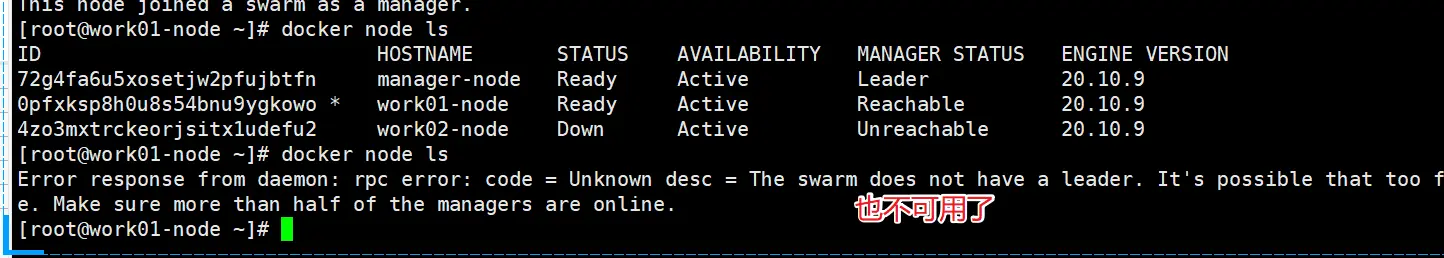 This node joined a swarm as a manager.
[root@work01-node ~]# docker node ls
ID HOSTNAME STATUS AVAILABILITY MANAGER STATUS ENGINE VERSION
72g4fa6u5xosetjw2pfujbtfn manager-node Ready Active Leader 20.10.9
0pfxksp8h0u8s54bnu9ygkowo * work01-node Ready Active Reachable 20.10.9
4zo3mxtrckeorjsitx1udefu2 work02-node Down Active Unreachable 20.10.9
[root@work01-node ~]# docker node ls
Error response from daemon: rpc error: code = Unknown desc = The swarm does not have a leader. It's possible that too f
e. Make sure more than half of the managers are online.
也不可用了
[root@work01-node ~]#